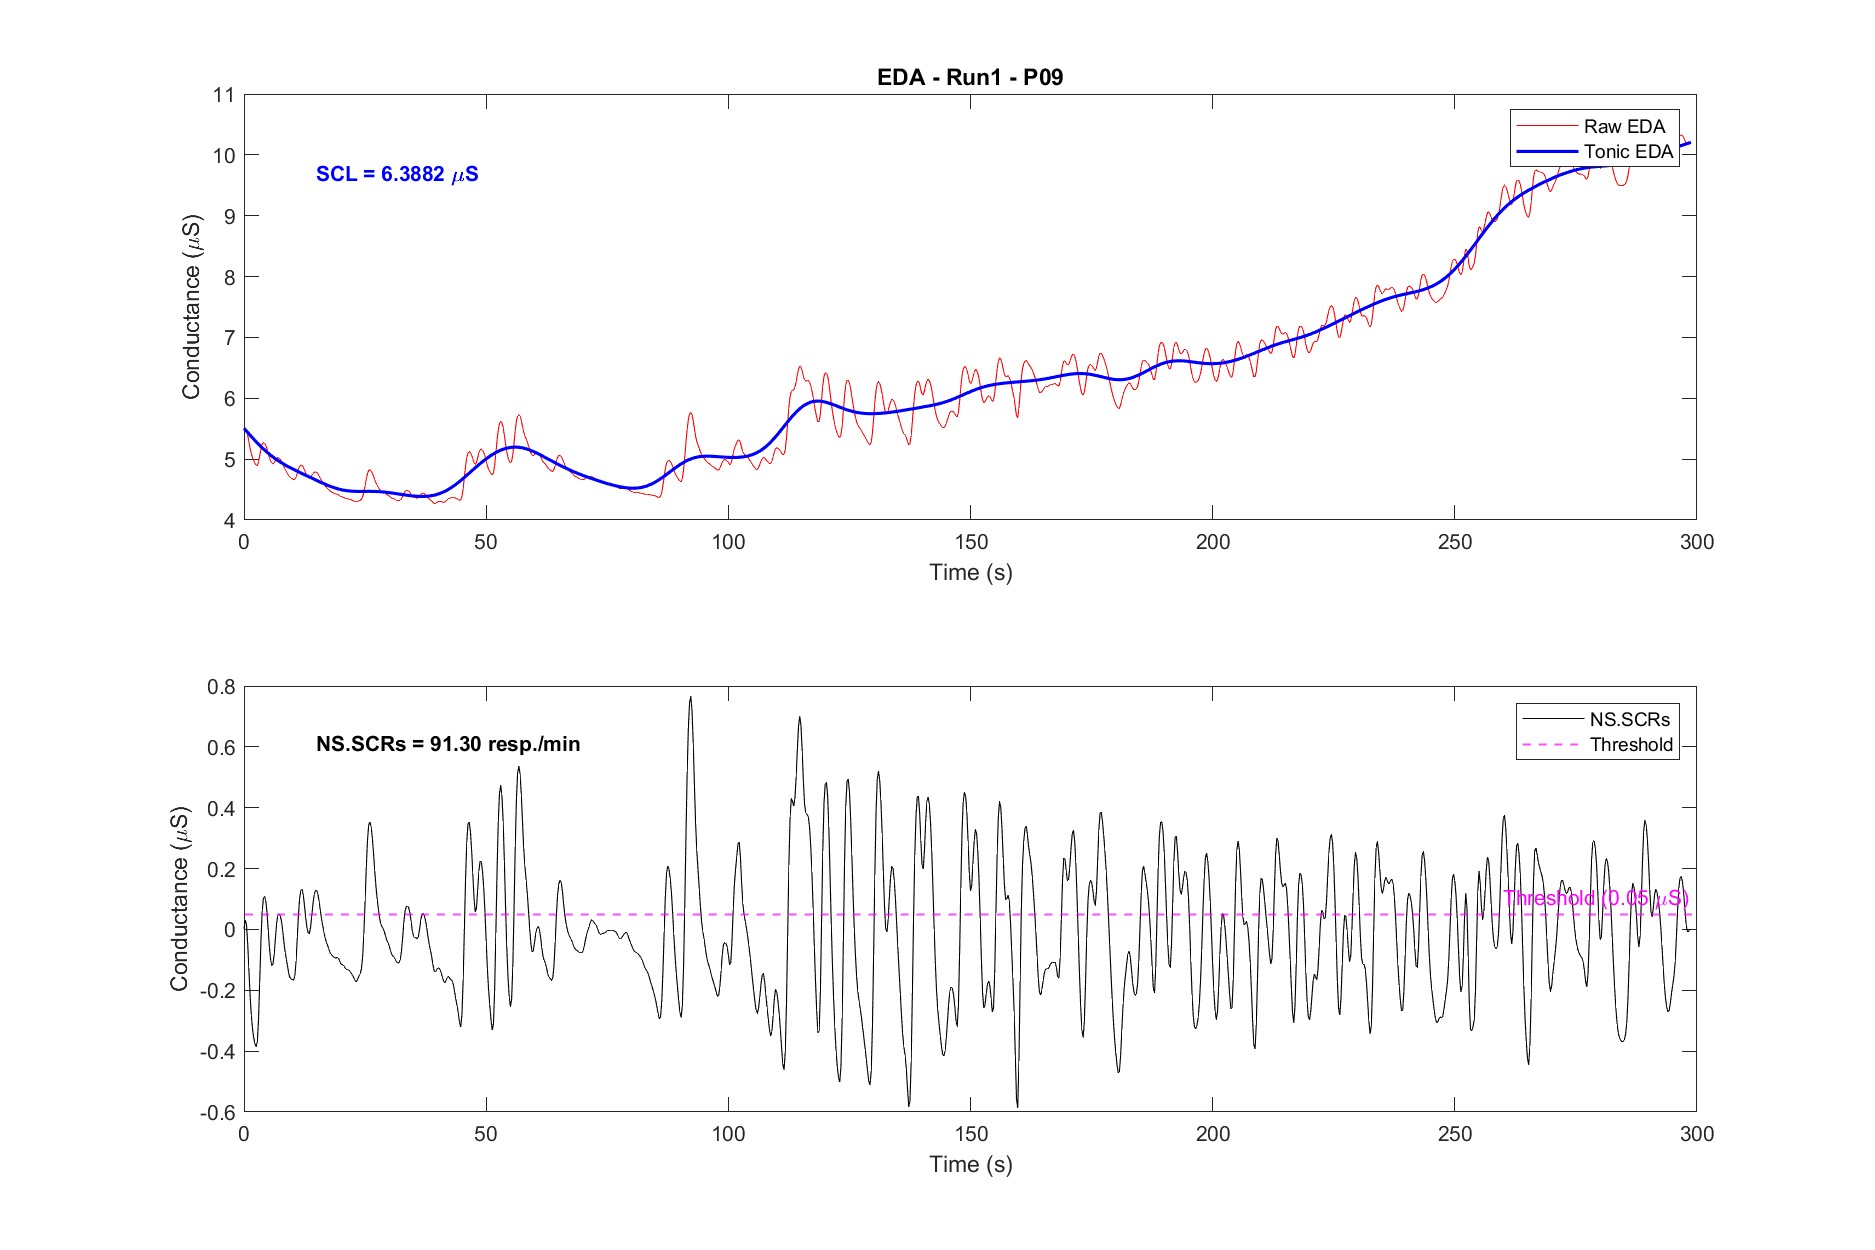 EDA - Run1 - P09
11
10
9
8
7
6
5
4
Conductance (μS)
SCL = 6.3882 μS
Raw EDA
Tonic EDA
0 50 100 150 200 250 300
Time (s)
0.8
0.6
0.4
0.2
0
-0.2
-0.4
-0.6
Conductance (μS)
NS.SCRs = 91.30 resp./min
NS.SCRs
Threshold
Threshold (0.05 μS)
0 50 100 150 200 250 300
Time (s)